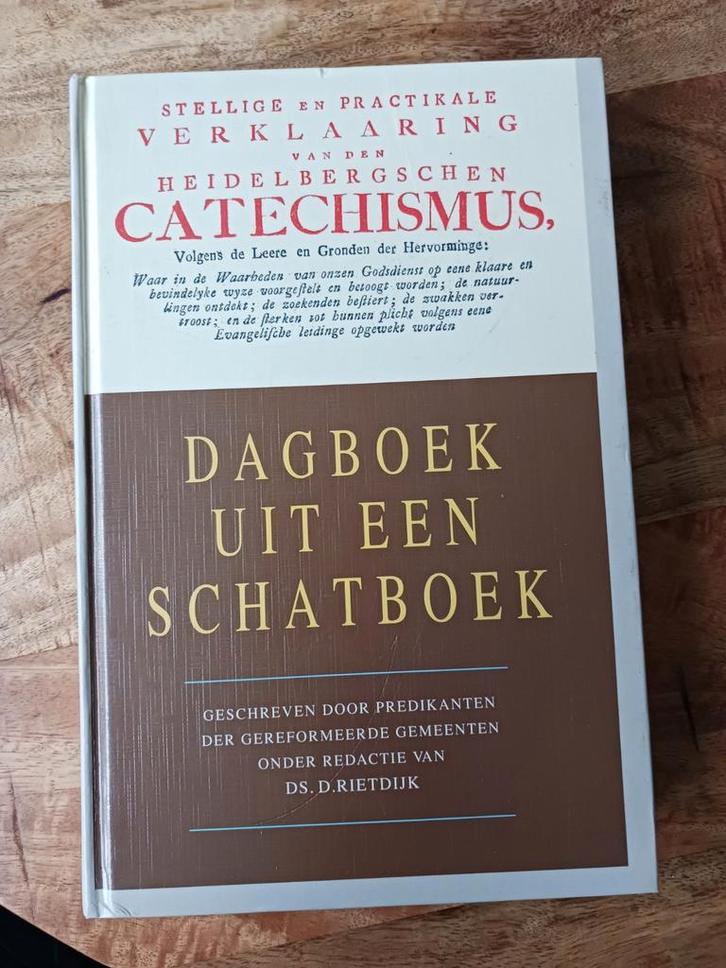 STELLIGE EN PRACTIKALE
VERKLAARING
VAN DEN
HEIDELBERGSCHEN
CATECHISMUS,
Volgens de Leere en Gronden der Hervorminge:
Waar in de Waarheden van onzen Godsdienst op eene klaare en
bevindelyke wyze voorgestelt en betoogt worden; de natuur-
lingen ontdekt; de zoekenden bestiert; de zwakken ver-
troost; en de sterken tot hunnen plicht volgens eene
Evangelische leidinge opgewekt worden
DAGBOEK
UIT EEN
SCHATBOEK
GESCHREVEN DOOR PREDIKANTEN
DER GEREFORMEERDE GEMEENTEN
ONDER REDACTIE VAN
DS. D.RIETDIJK